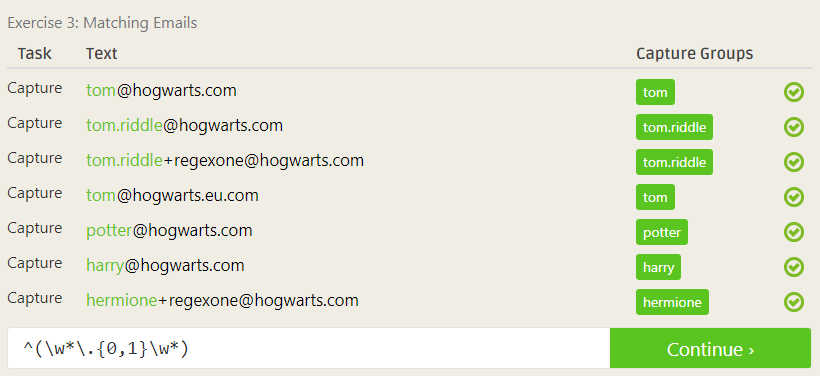 Exercise 3: Matching Emails
Task Text Capture Groups
Capture tom@hogwarts.com tom
Capture tom.riddle@hogwarts.com tom.riddle
Capture tom.riddle+regexone@hogwarts.com tom.riddle
Capture tom@hogwarts.eu.com tom
Capture potter@hogwarts.com potter
Capture harry@hogwarts.com harry
Capture hermione+regexone@hogwarts.com hermione
^(\w*\.{0,1}\w*) Continue ›